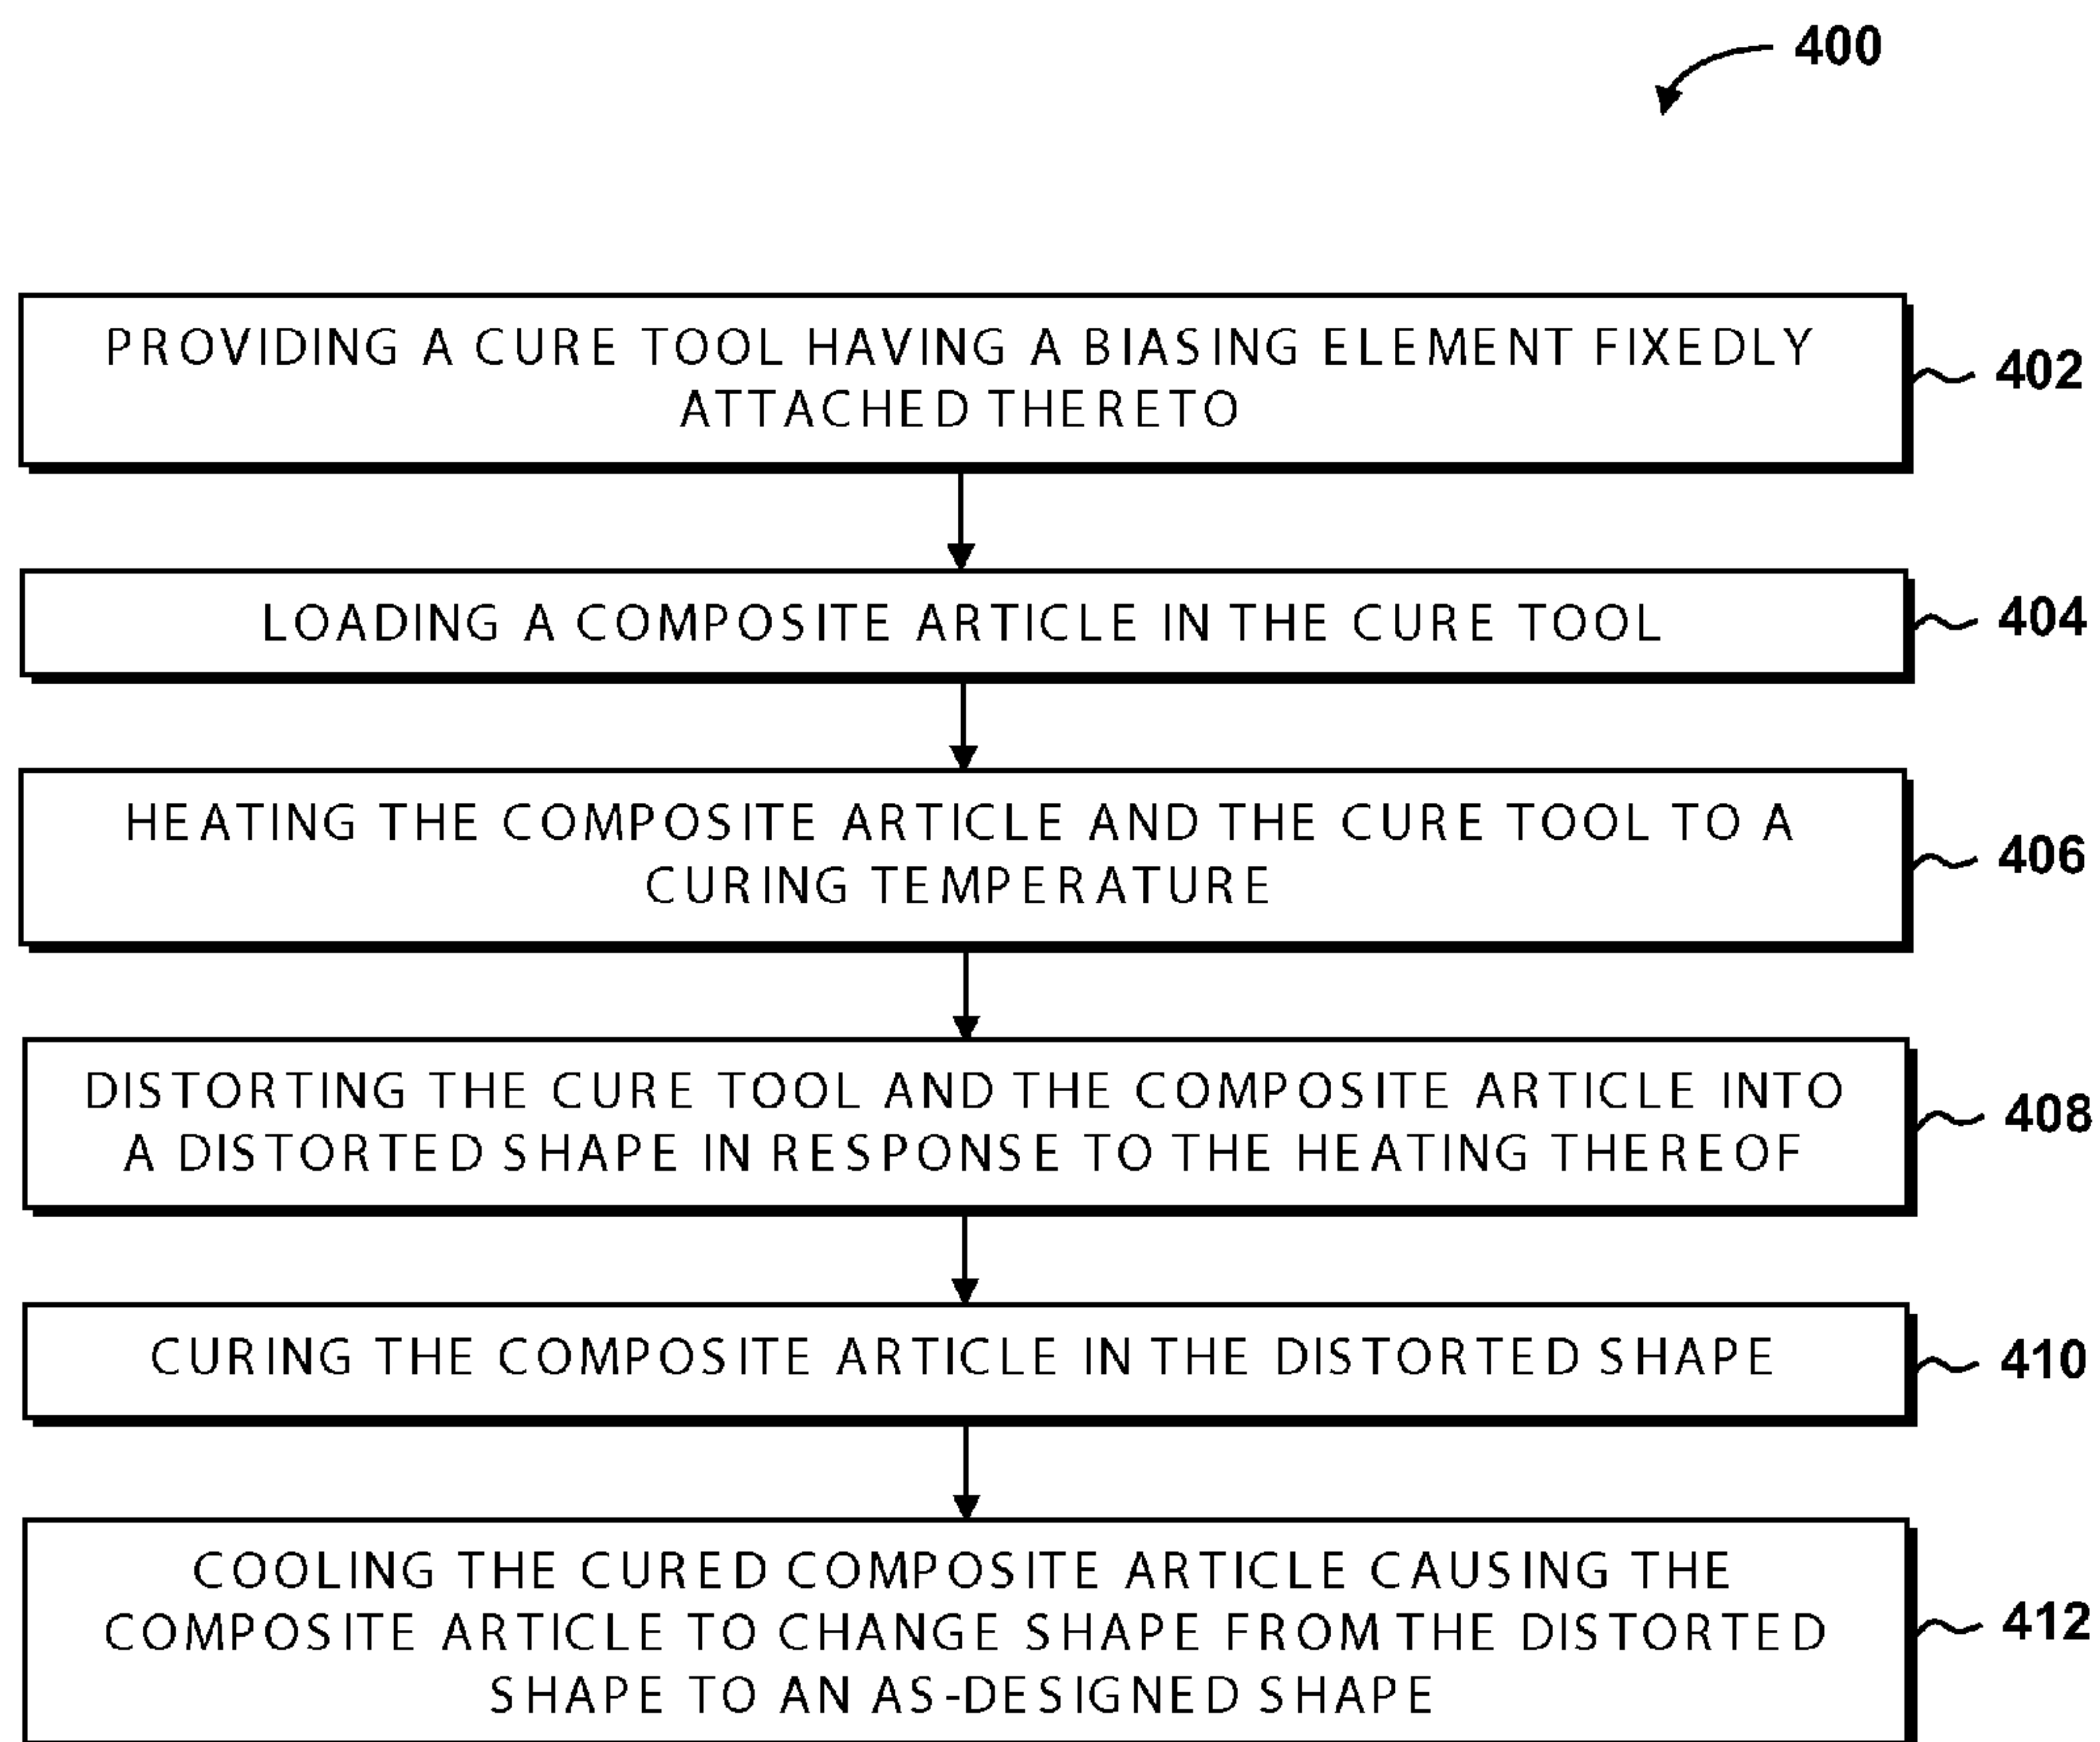 400
PROVIDING A CURE TOOL HAVING A BIASING ELEMENT FIXEDLY
ATTACHED THERETO
402
LOADING A COMPOSITE ARTICLE IN THE CURE TOOL
404
HEATING THE COMPOSITE ARTICLE AND THE CURE TOOL TO A
CURING TEMPERATURE
406
DISTORTING THE CURE TOOL AND THE COMPOSITE ARTICLE INTO
A DISTORTED SHAPE IN RESPONSE TO THE HEATING THEREOF
408
CURING THE COMPOSITE ARTICLE IN THE DISTORTED SHAPE
410
COOLING THE CURED COMPOSITE ARTICLE CAUSING THE
COMPOSITE ARTICLE TO CHANGE SHAPE FROM THE DISTORTED
SHAPE TO AN AS-DESIGNED SHAPE
412